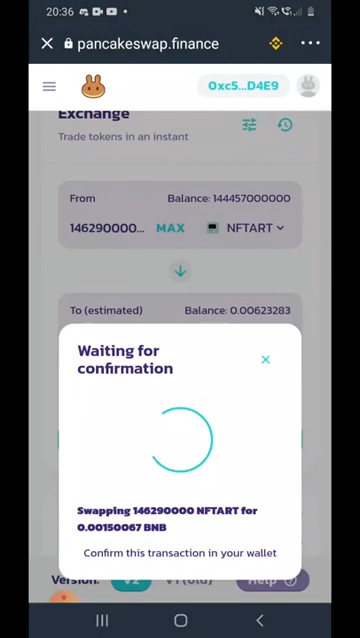 20:36
pancakeswap.finance
0xc5...D4E9
Exchange
Trade tokens in an instant
From Balance: 144457000000
146290000... MAX NFTART
To (estimated) Balance: 0.00623283
Waiting for
confirmation
Swapping 146290000 NFTART for
0.00150067 BNB
Confirm this transaction in your wallet
Version: V2 V1 (old) Help